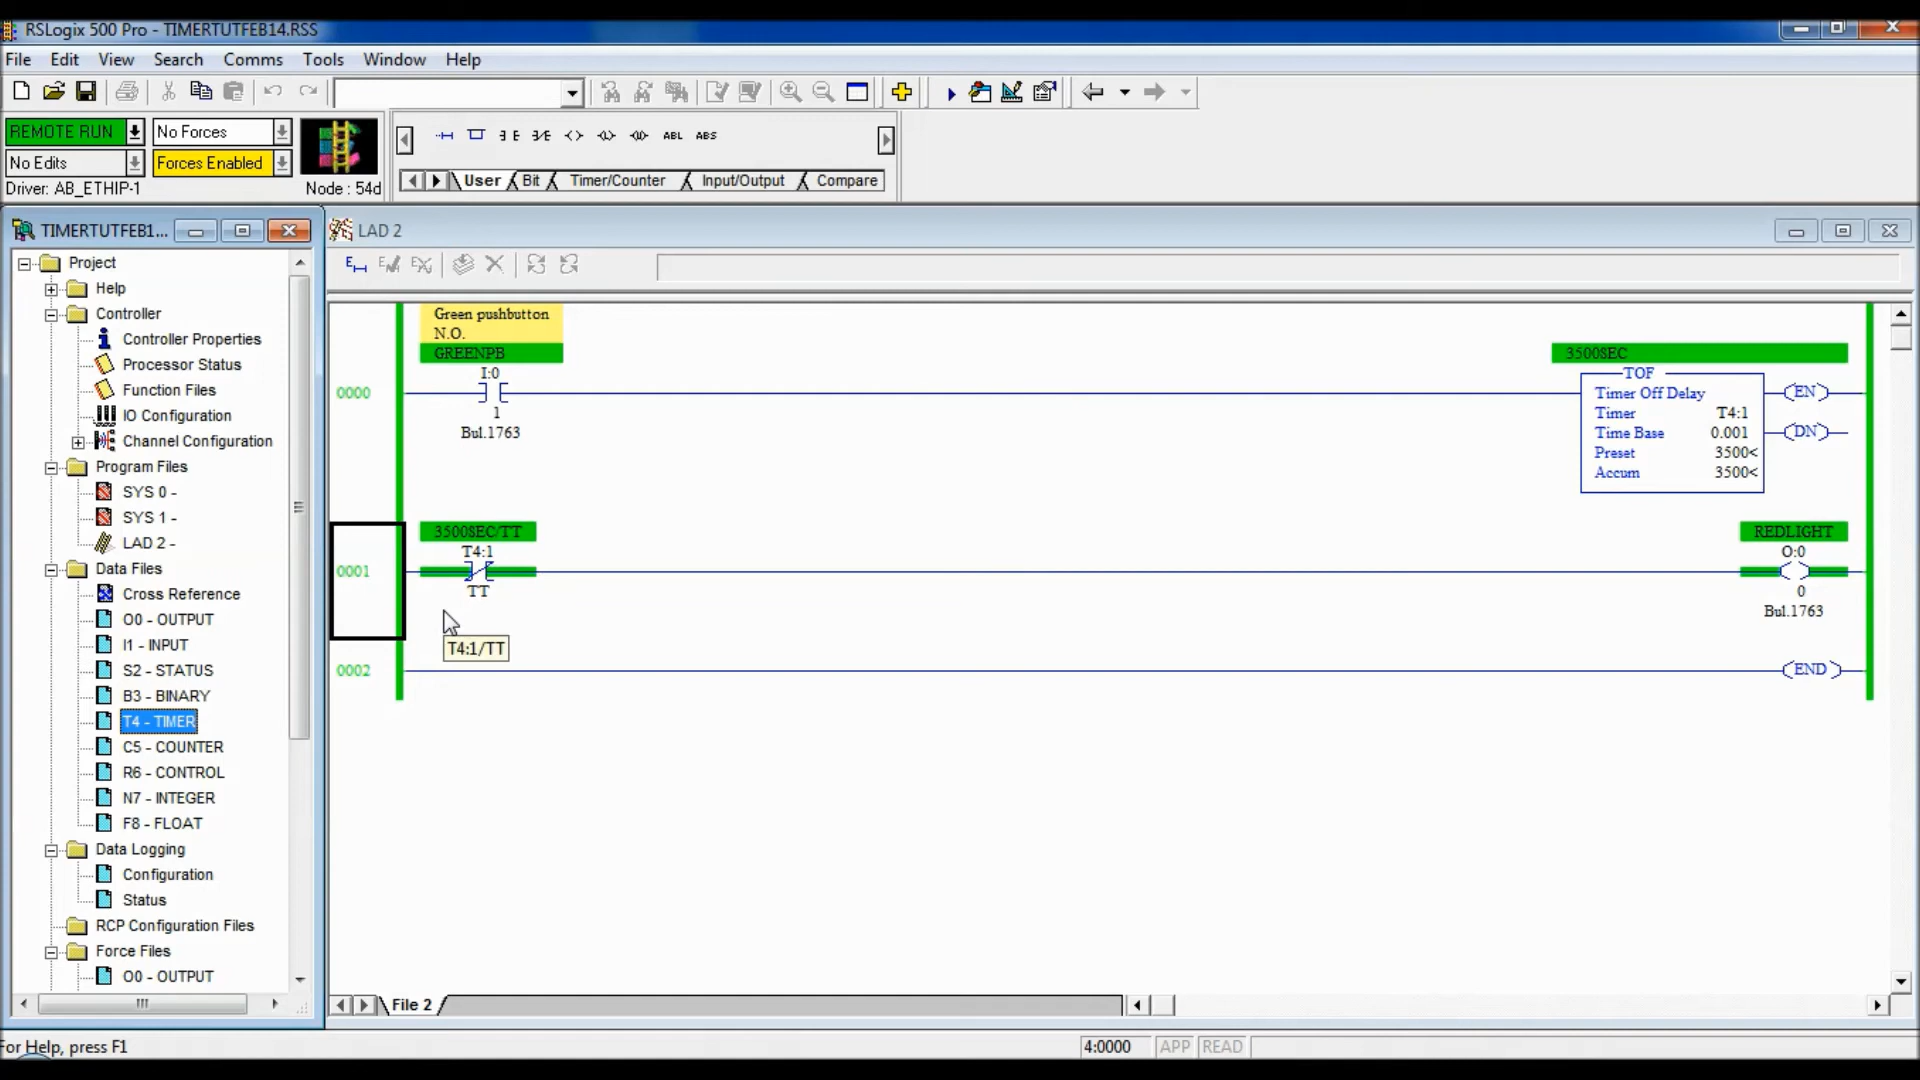 RSLogix 500 Pro - TIMERTUTFEB14.RSS
File Edit View Search Comms Tools Window Help
REMOTE RUN No Forces
No Edits Forces Enabled
Driver: AB_ETHIP-1 Node : 54d
ABL ABS
User Bit Timer/Counter Input/Output Compare
TIMERTUTFEB1...
Project
Help
Controller
Controller Properties
Processor Status
Function Files
IO Configuration
Channel Configuration
Program Files
SYS 0 -
SYS 1 -
LAD 2 -
Data Files
Cross Reference
O0 - OUTPUT
I1 - INPUT
S2 - STATUS
B3 - BINARY
T4 - TIMER
C5 - COUNTER
R6 - CONTROL
N7 - INTEGER
F8 - FLOAT
Data Logging
Configuration
Status
RCP Configuration Files
Force Files
O0 - OUTPUT
LAD 2
Green pushbutton
N.O.
GREENPB
I:0
0000
1
Bul.1763
3500SEC
TOF
Timer Off Delay
Timer T4:1
Time Base 0.001
Preset 3500<
Accum 3500<
EN
DN
3500SEC/TT
T4:1
0001
TT
T4:1/TT
REDLIGHT
O:0
0
Bul.1763
0002
END
File 2
For Help, press F1
4:0000 APP READ